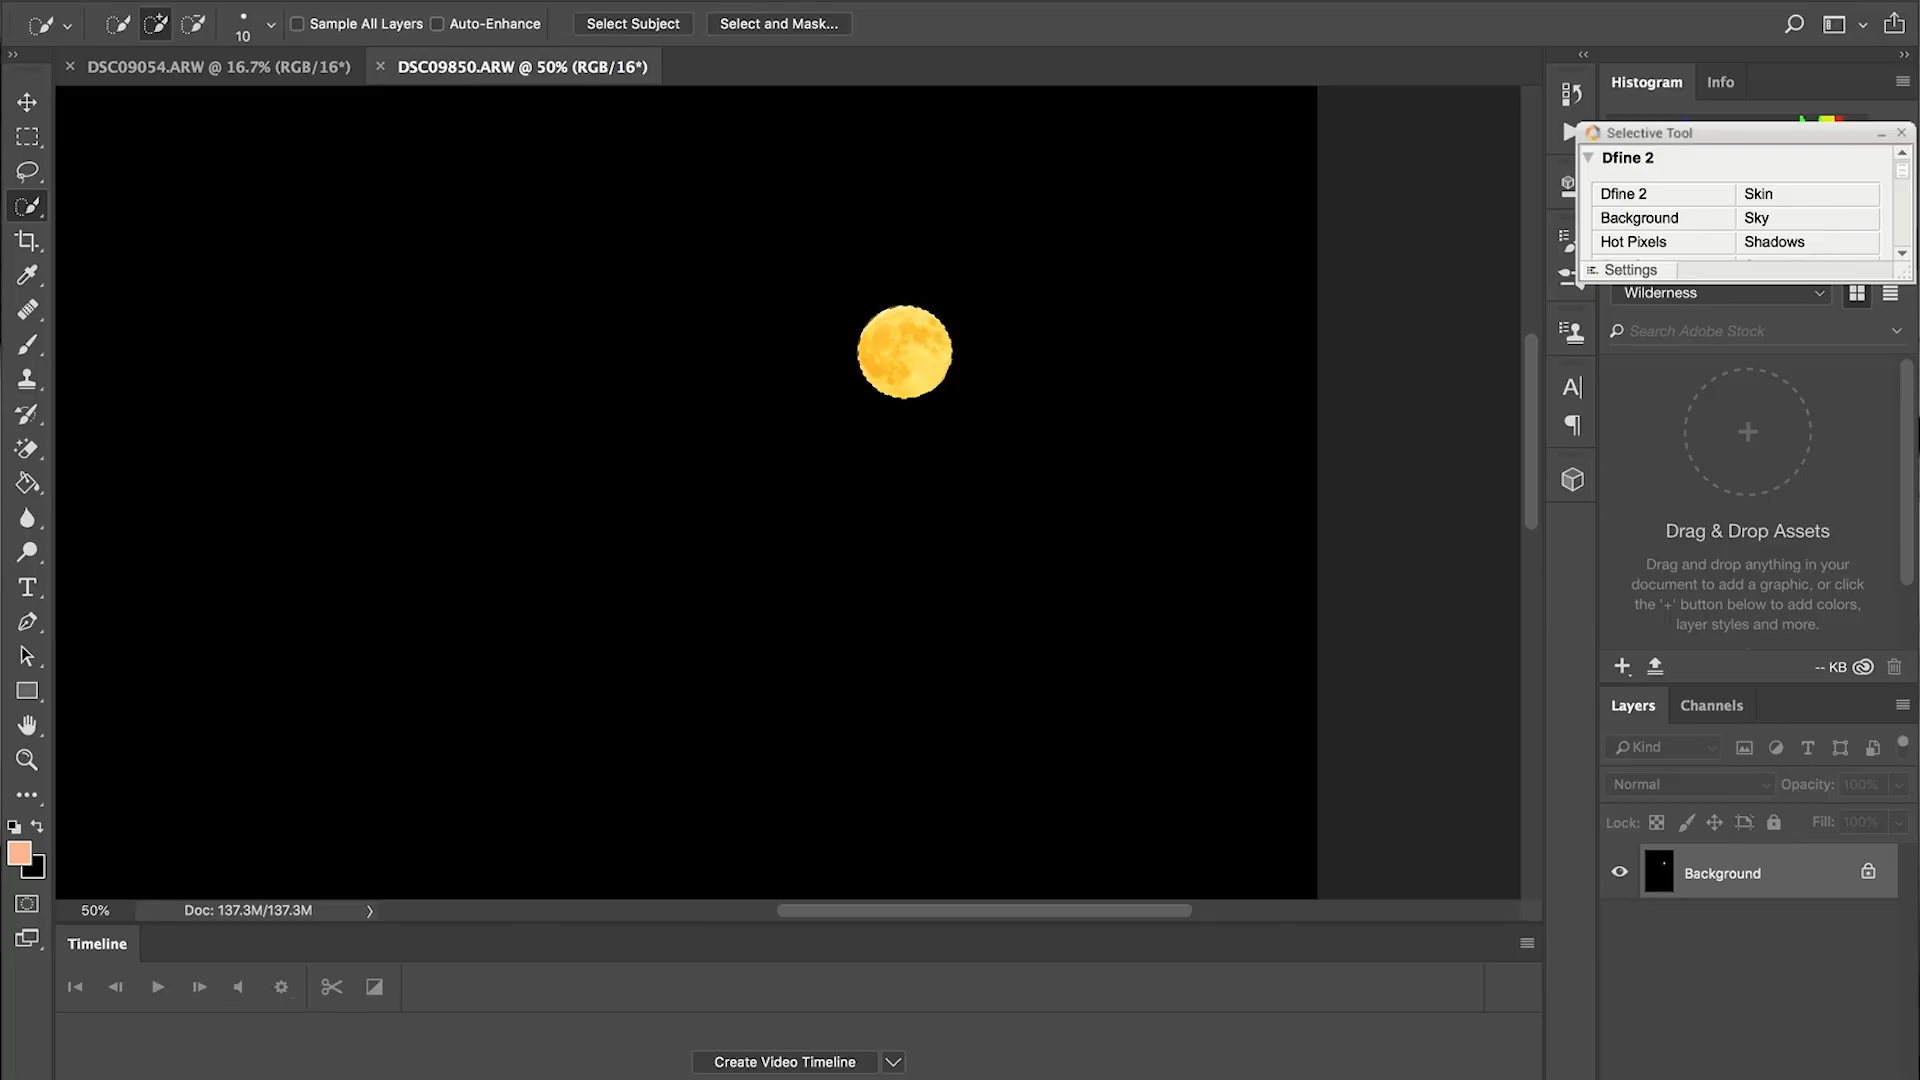 10
Sample All Layers
Auto-Enhance
Select Subject
Select and Mask...
DSC09054.ARW @ 16.7% (RGB/16*)
DSC09850.ARW @ 50% (RGB/16*)
Histogram
Info
Selective Tool
Dfine 2
Dfine 2
Skin
Background
Sky
Hot Pixels
Shadows
Settings
Wilderness
Search Adobe Stock
Drag & Drop Assets
Drag and drop anything in your
document to add a graphic, or click
the '+' button below to add colors,
layer styles and more.
-- KB
Layers
Channels
Kind
Normal
Opacity: 100%
Lock:
Fill: 100%
Background
50%
Doc: 137.3M/137.3M
Timeline
Create Video Timeline